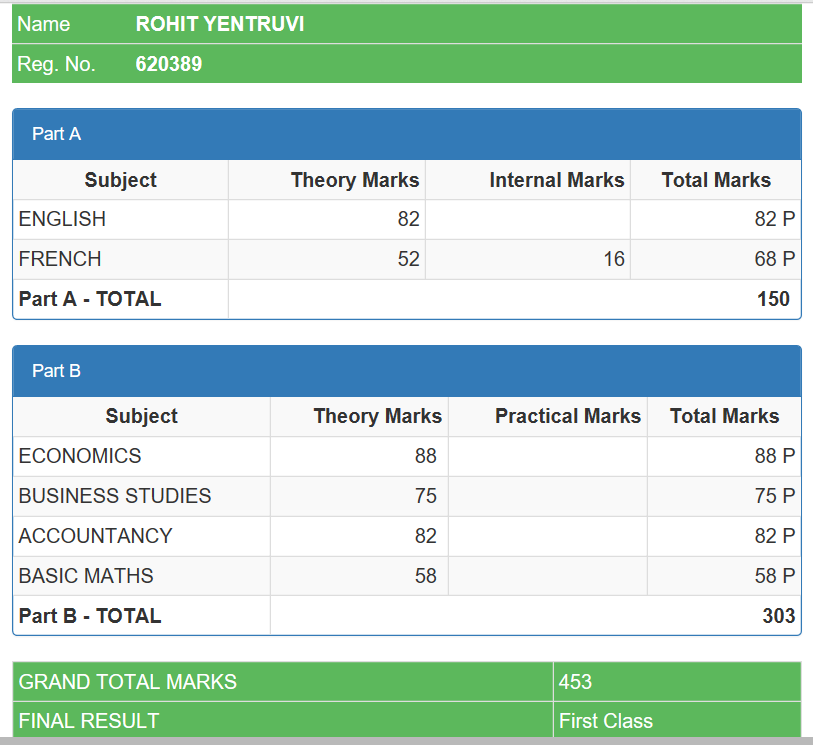 Name ROHIT YENTRUVI
Reg. No. 620389
Part A
Subject Theory Marks Internal Marks Total Marks
ENGLISH 82 82 P
FRENCH 52 16 68 P
Part A - TOTAL 150
Part B
Subject Theory Marks Practical Marks Total Marks
ECONOMICS 88 88 P
BUSINESS STUDIES 75 75 P
ACCOUNTANCY 82 82 P
BASIC MATHS 58 58 P
Part B - TOTAL 303
GRAND TOTAL MARKS 453
FINAL RESULT First Class